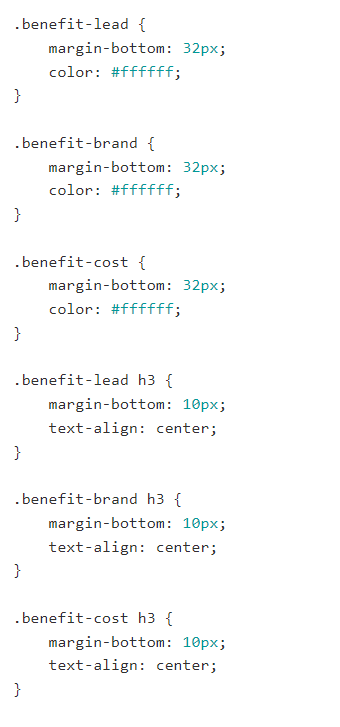 .benefit-lead {
    margin-bottom: 32px;
    color: #ffffff;
}

.benefit-brand {
    margin-bottom: 32px;
    color: #ffffff;
}

.benefit-cost {
    margin-bottom: 32px;
    color: #ffffff;
}

.benefit-lead h3 {
    margin-bottom: 10px;
    text-align: center;
}

.benefit-brand h3 {
    margin-bottom: 10px;
    text-align: center;
}

.benefit-cost h3 {
    margin-bottom: 10px;
    text-align: center;
}